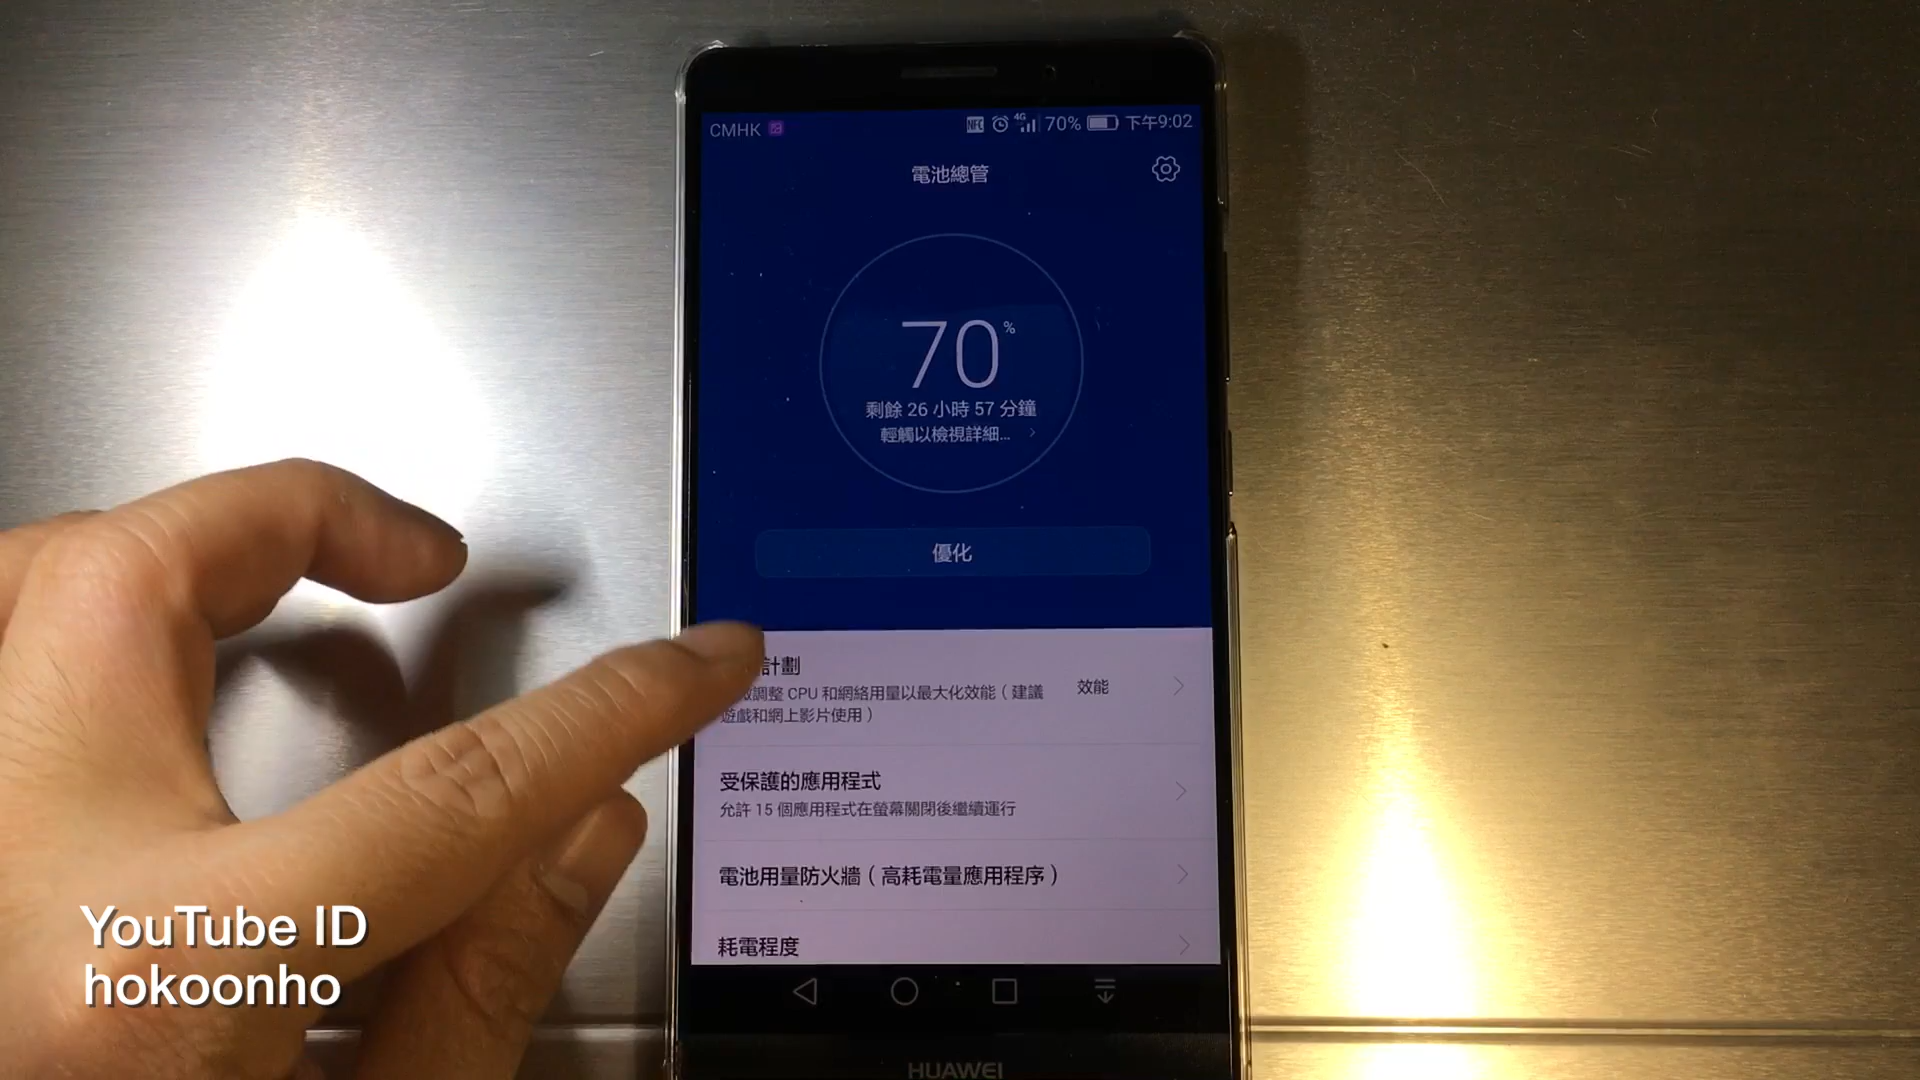 CMHK
NFC 4G 70% 下午9:02
電池總管
70%
剩餘 26 小時 57 分鐘
輕觸以檢視詳細...
優化
計劃
調整 CPU 和網絡用量以最大化效能（建議
遊戲和網上影片使用）
效能
受保護的應用程式
允許 15 個應用程式在螢幕關閉後繼續運行
電池用量防火牆（高耗電量應用程序）
耗電程度
HUAWEI
YouTube ID
hokoonho